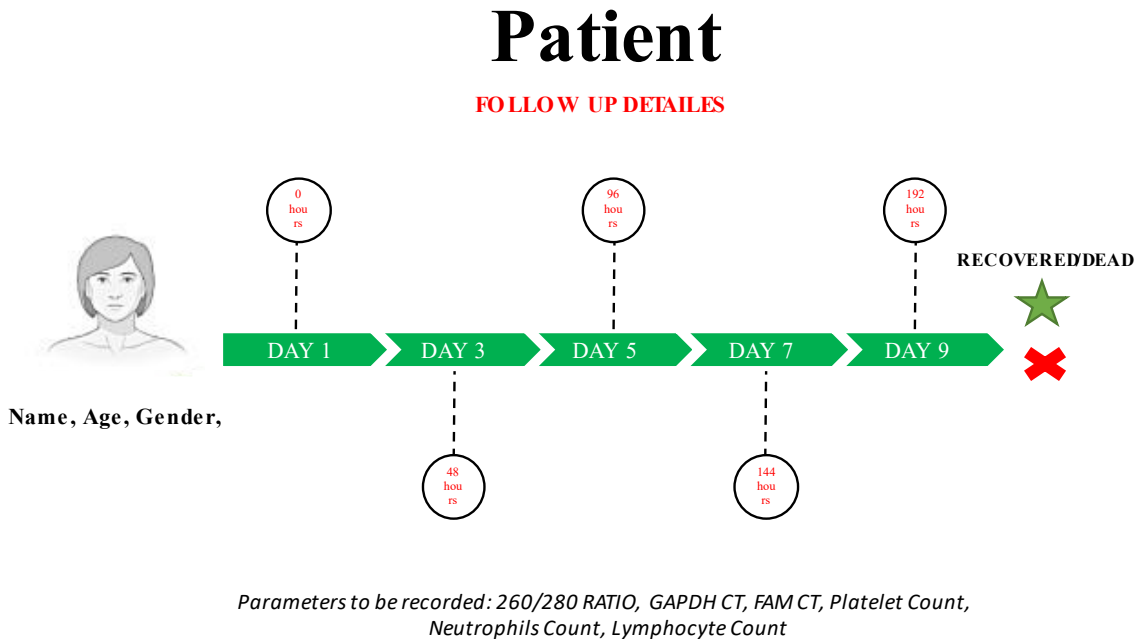 Patient
FOLLOW UP DETAILES
0
hou
rs
96
hou
rs
192
hou
rs
RECOVERED/DEAD
DAY 1
DAY 3
DAY 5
DAY 7
DAY 9
Name, Age, Gender,
48
hou
rs
144
hou
rs
Parameters to be recorded: 260/280 RATIO, GAPDH CT, FAM CT, Platelet Count,
Neutrophils Count, Lymphocyte Count